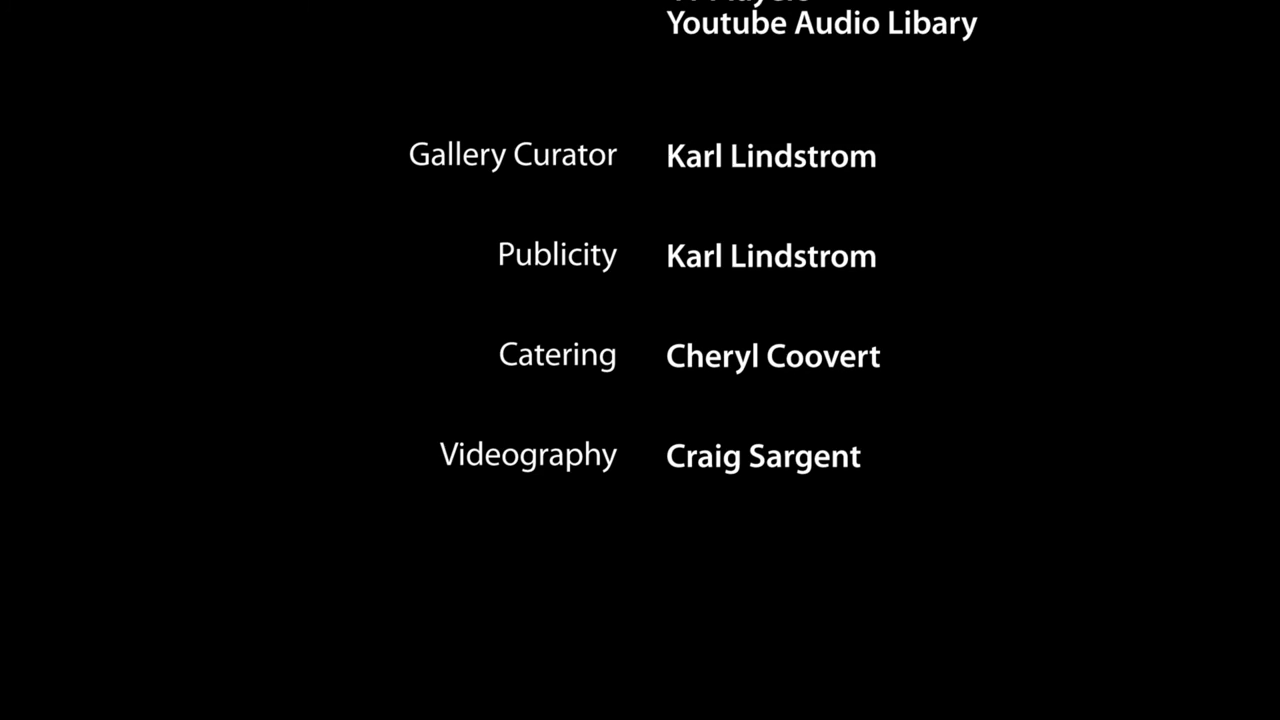 Youtube Audio Libary
Gallery Curator Karl Lindstrom
Publicity Karl Lindstrom
Catering Cheryl Coovert
Videography Craig Sargent